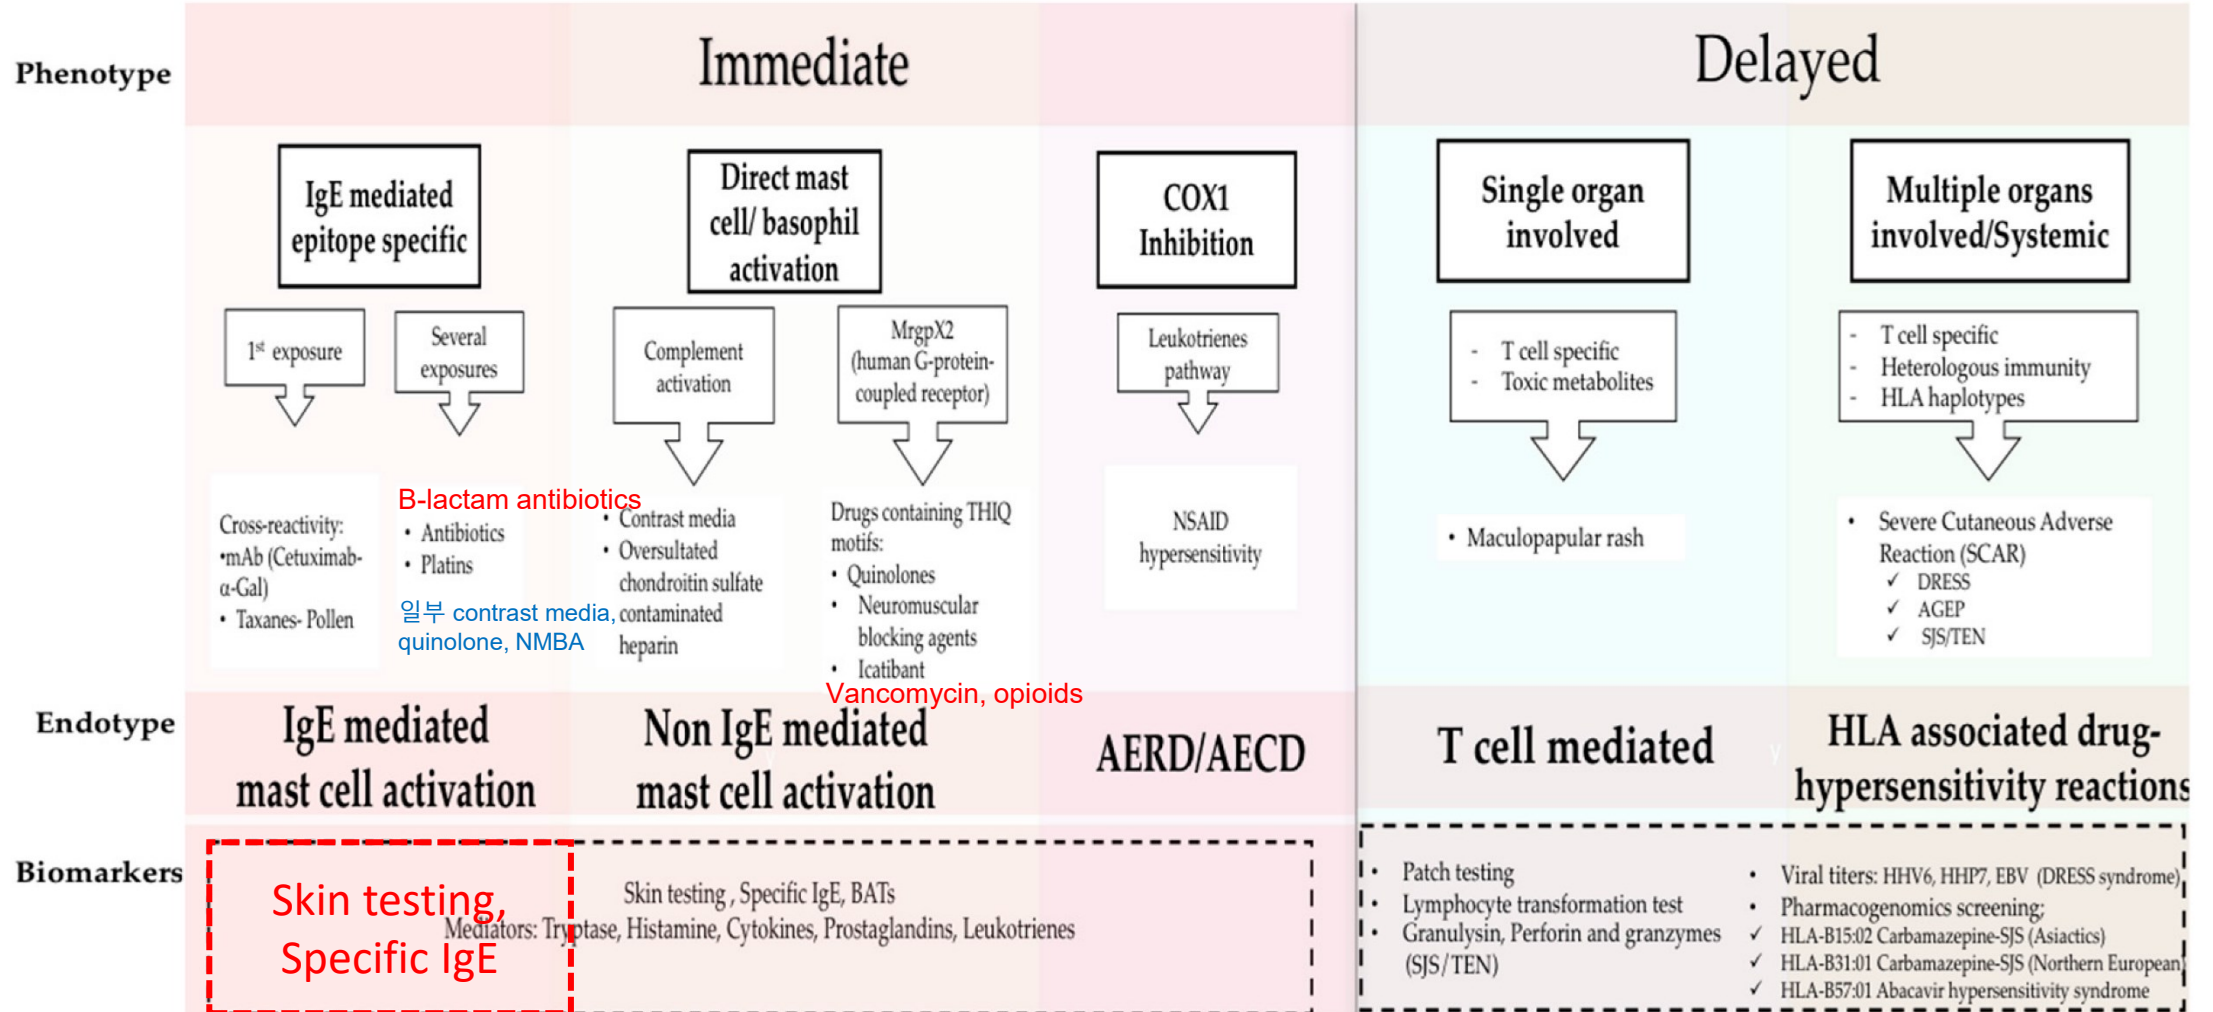 Phenotype
Immediate
Delayed
IgE mediated
epitope specific
Direct mast
cell/ basophil
activation
COX1
Inhibition
Single organ
involved
Multiple organs
involved/Systemic
1st exposure
Several
exposures
Complement
activation
MrgpX2
(human G-protein-
coupled receptor)
Leukotrienes
pathway
- T cell specific
- Toxic metabolites
- T cell specific
- Heterologous immunity
- HLA haplotypes
Cross-reactivity:
•mAb (Cetuximab-
α-Gal)
• Taxanes- Pollen
B-lactam antibiotics
• Antibiotics
• Platins
일부 contrast media,
quinolone, NMBA
• Contrast media
• Oversultated
chondroitin sulfate
contaminated
heparin
Drugs containing THIQ
motifs:
• Quinolones
• Neuromuscular
blocking agents
• Icatibant
Vancomycin, opioids
NSAID
hypersensitivity
• Maculopapular rash
• Severe Cutaneous Adverse
Reaction (SCAR)
✓ DRESS
✓ AGEP
✓ SJS/TEN
Endotype
IgE mediated
mast cell activation
Non IgE mediated
mast cell activation
AERD/AECD
T cell mediated
y
HLA associated drug-
hypersensitivity reactions
Biomarkers
Skin testing,
Specific IgE
Skin testing , Specific IgE, BATs
Mediators: Tryptase, Histamine, Cytokines, Prostaglandins, Leukotrienes
• Patch testing
• Lymphocyte transformation test
• Granulysin, Perforin and granzymes
(SJS/TEN)
• Viral titers: HHV6, HHP7, EBV (DRESS syndrome)
• Pharmacogenomics screening;
✓ HLA-B15:02 Carbamazepine-SJS (Asiactics)
✓ HLA-B31:01 Carbamazepine-SJS (Northern European)
✓ HLA-B57:01 Abacavir hypersensitivity syndrome